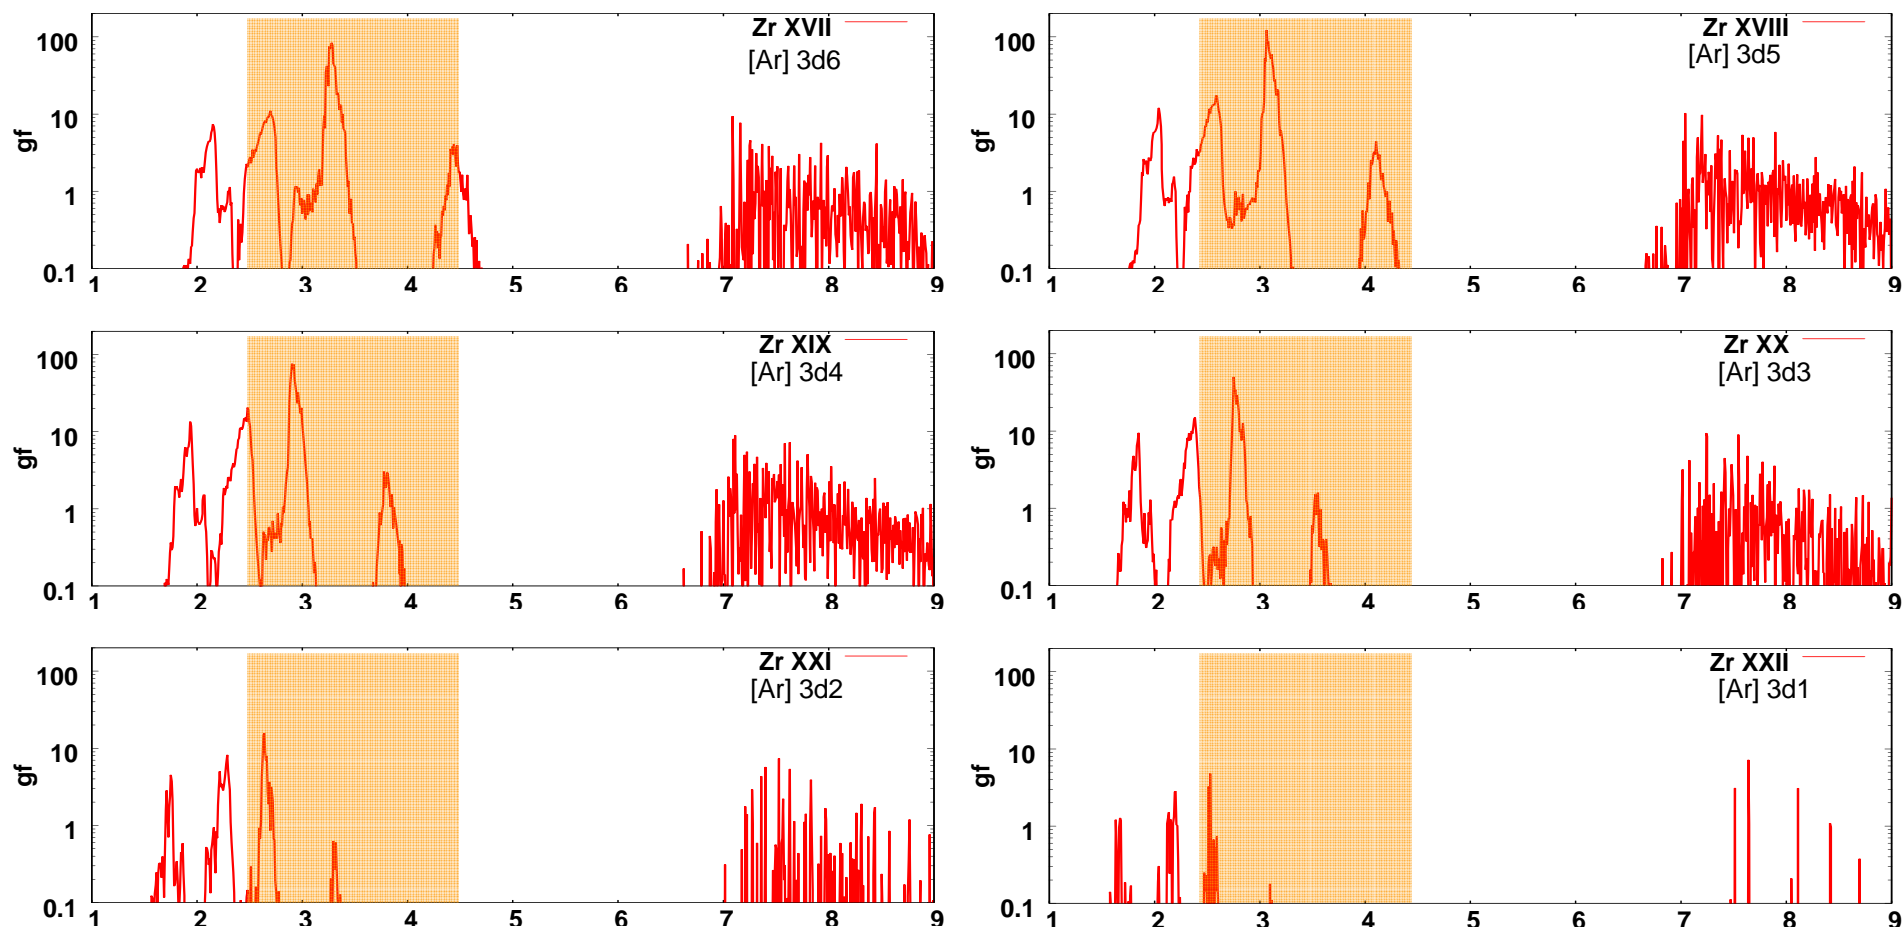 Zr XVII
[Ar] 3d6
gf
100
10
1
0.1
1 2 3 4 5 6 7 8 9
Zr XVIII
[Ar] 3d5
gf
100
10
1
0.1
1 2 3 4 5 6 7 8 9
Zr XIX
[Ar] 3d4
gf
100
10
1
0.1
1 2 3 4 5 6 7 8 9
Zr XX
[Ar] 3d3
gf
100
10
1
0.1
1 2 3 4 5 6 7 8 9
Zr XXI
[Ar] 3d2
gf
100
10
1
0.1
1 2 3 4 5 6 7 8 9
Zr XXII
[Ar] 3d1
gf
100
10
1
0.1
1 2 3 4 5 6 7 8 9